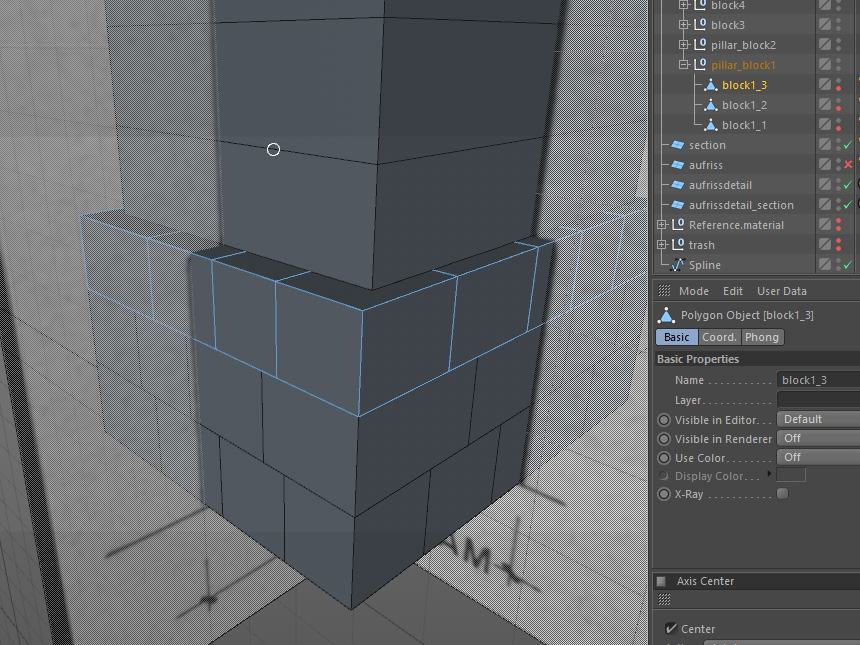 block4
block3
pillar_block2
pillar_block1
block1_3
block1_2
block1_1
section
aufriss
aufrissdetail
aufrissdetail_section
Reference.material
trash
Spline
Mode Edit User Data
Polygon Object [block1_3]
Basic Coord. Phong
Basic Properties
Name . . . . . . . . . . . block1_3
Layer. . . . . . . . . . . .
Visible in Editor. . . Default
Visible in Renderer Off
Use Color. . . . . . . . Off
Display Color. . .
X-Ray . . . . . . . . . . .
Axis Center
Center
AM